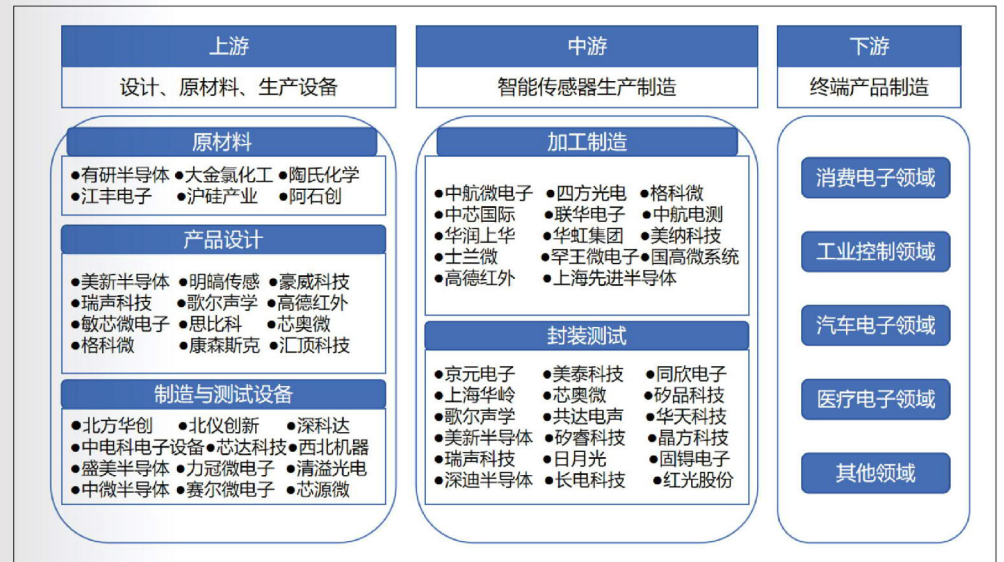 上游
设计、原材料、生产设备
原材料
●有研半导体 ●大金氯化工 ●陶氏化学
●江丰电子 ●沪硅产业 ●阿石创
产品设计
●美新半导体 ●明皜传感 ●豪威科技
●瑞声科技 ●歌尔声学 ●高德红外
●敏芯微电子 ●思比科 ●芯奥微
●格科微 ●康森斯克 ●汇顶科技
制造与测试设备
●北方华创 ●北仪创新 ●深科达
●中电科电子设备 ●芯达科技 ●西北机器
●盛美半导体 ●力冠微电子 ●清溢光电
●中微半导体 ●赛尔微电子 ●芯源微
中游
智能传感器生产制造
加工制造
●中航微电子 ●四方光电 ●格科微
●中芯国际 ●联华电子 ●中航电测
●华润上华 ●华虹集团 ●美纳科技
●士兰微 ●罕王微电子 ●国高微系统
●高德红外 ●上海先进半导体
封装测试
●京元电子 ●美泰科技 ●同欣电子
●上海华岭 ●芯奥微 ●矽品科技
●歌尔声学 ●共达电声 ●华天科技
●美新半导体 ●矽睿科技 ●晶方科技
●瑞声科技 ●日月光 ●固锝电子
●深迪半导体 ●长电科技 ●红光股份
下游
终端产品制造
消费电子领域
工业控制领域
汽车电子领域
医疗电子领域
其他领域